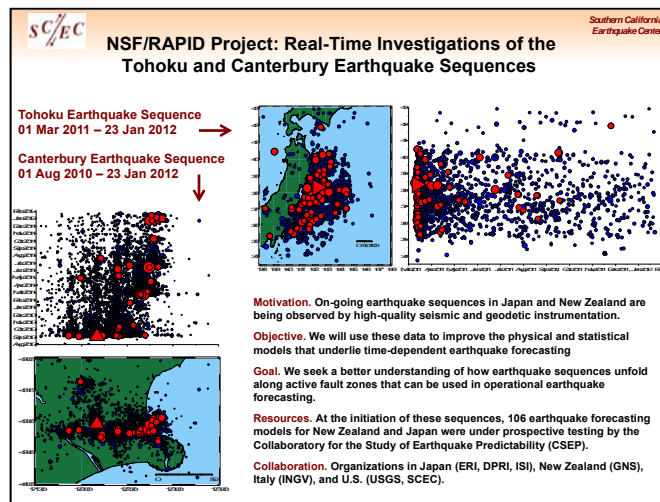 SC/EC
Southern California
Earthquake Center
NSF/RAPID Project: Real-Time Investigations of the
Tohoku and Canterbury Earthquake Sequences
Tohoku Earthquake Sequence
01 Mar 2011 – 23 Jan 2012
Canterbury Earthquake Sequence
01 Aug 2010 – 23 Jan 2012
Motivation. On-going earthquake sequences in Japan and New Zealand are
being observed by high-quality seismic and geodetic instrumentation.
Objective. We will use these data to improve the physical and statistical
models that underlie time-dependent earthquake forecasting
Goal. We seek a better understanding of how earthquake sequences unfold
along active fault zones that can be used in operational earthquake
forecasting.
Resources. At the initiation of these sequences, 106 earthquake forecasting
models for New Zealand and Japan were under prospective testing by the
Collaboratory for the Study of Earthquake Predictability (CSEP).
Collaboration. Organizations in Japan (ERI, DPRI, ISI), New Zealand (GNS),
Italy (INGV), and U.S. (USGS, SCEC).